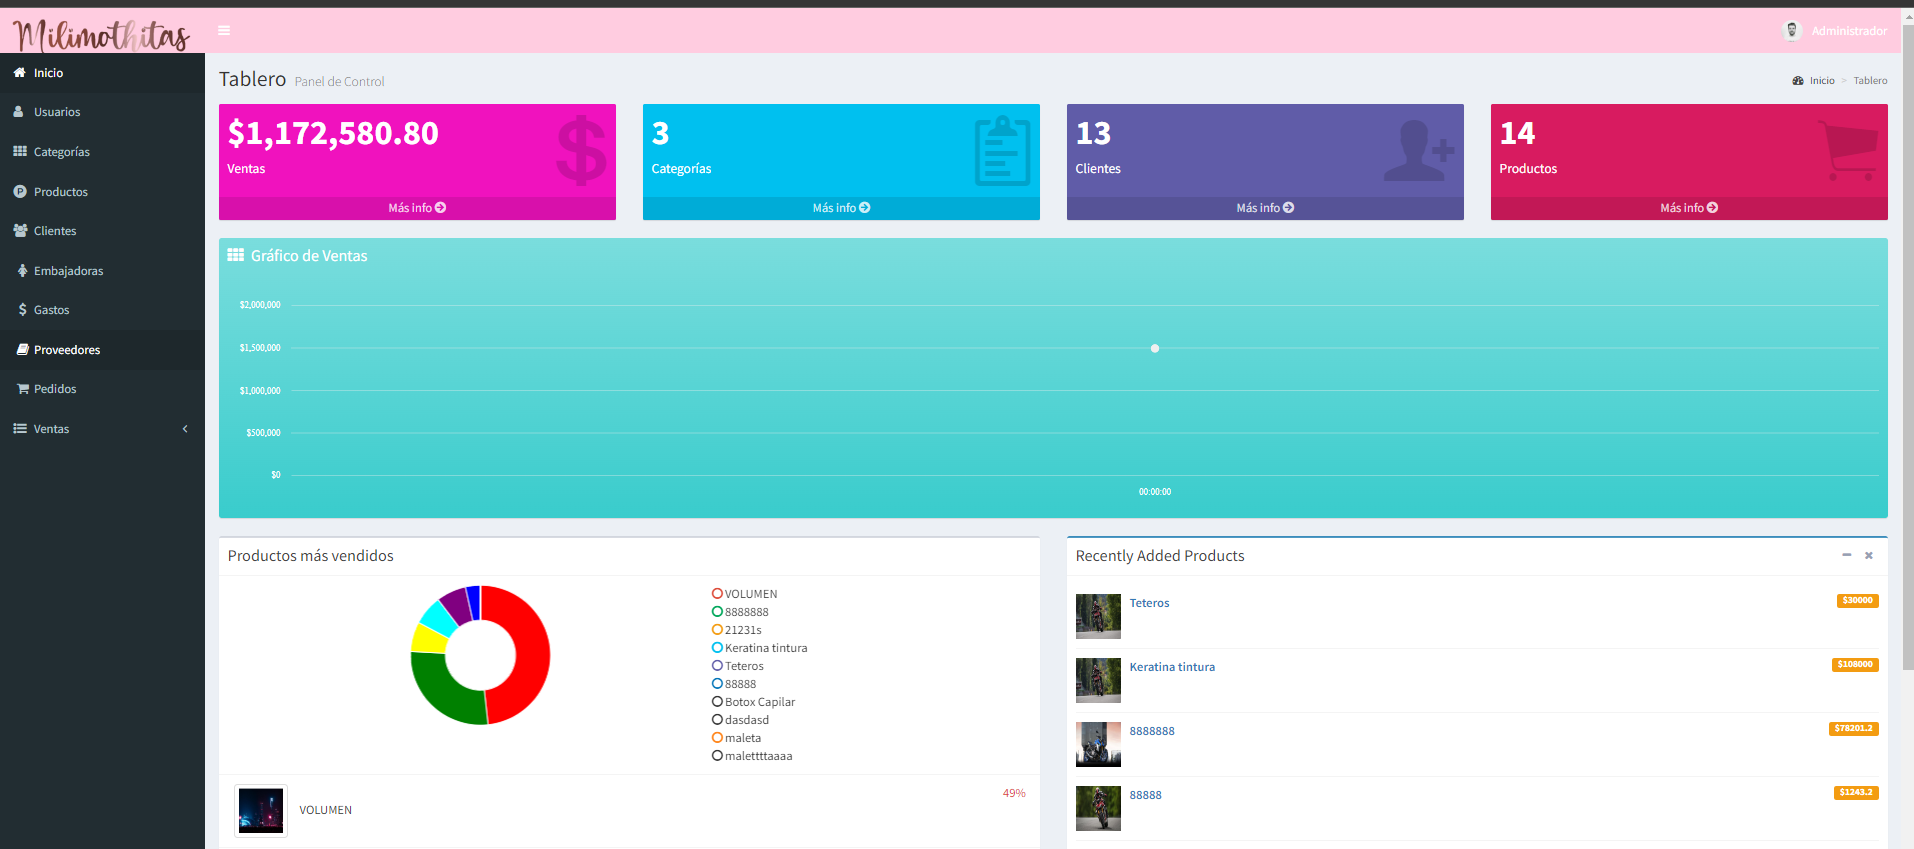 Milimothitas
Administrador
Inicio
Usuarios
Categorías
Productos
Clientes
Embajadoras
Gastos
Proveedores
Pedidos
Ventas
Tablero Panel de Control
Inicio > Tablero
$1,172,580.80
Ventas
Más info
3
Categorías
Más info
13
Clientes
Más info
14
Productos
Más info
Gráfico de Ventas
$2,000,000
$1,500,000
$1,000,000
$500,000
$0
00:00:00
Productos más vendidos
VOLUMEN
8888888
21231s
Keratina tintura
Teteros
88888
Botox Capilar
dasdasd
maleta
malettttaaaa
VOLUMEN 49%
Recently Added Products
Teteros $30000
Keratina tintura $108000
8888888 $78201.2
88888 $1243.2